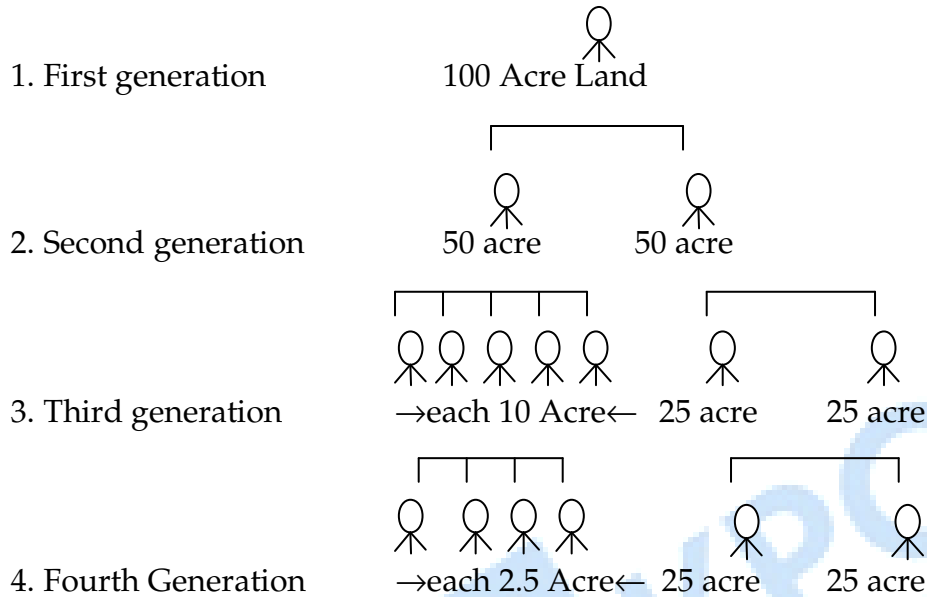 1. First generation 100 Acre Land
2. Second generation 50 acre 50 acre
3. Third generation →each 10 Acre← 25 acre 25 acre
4. Fourth Generation →each 2.5 Acre← 25 acre 25 acre